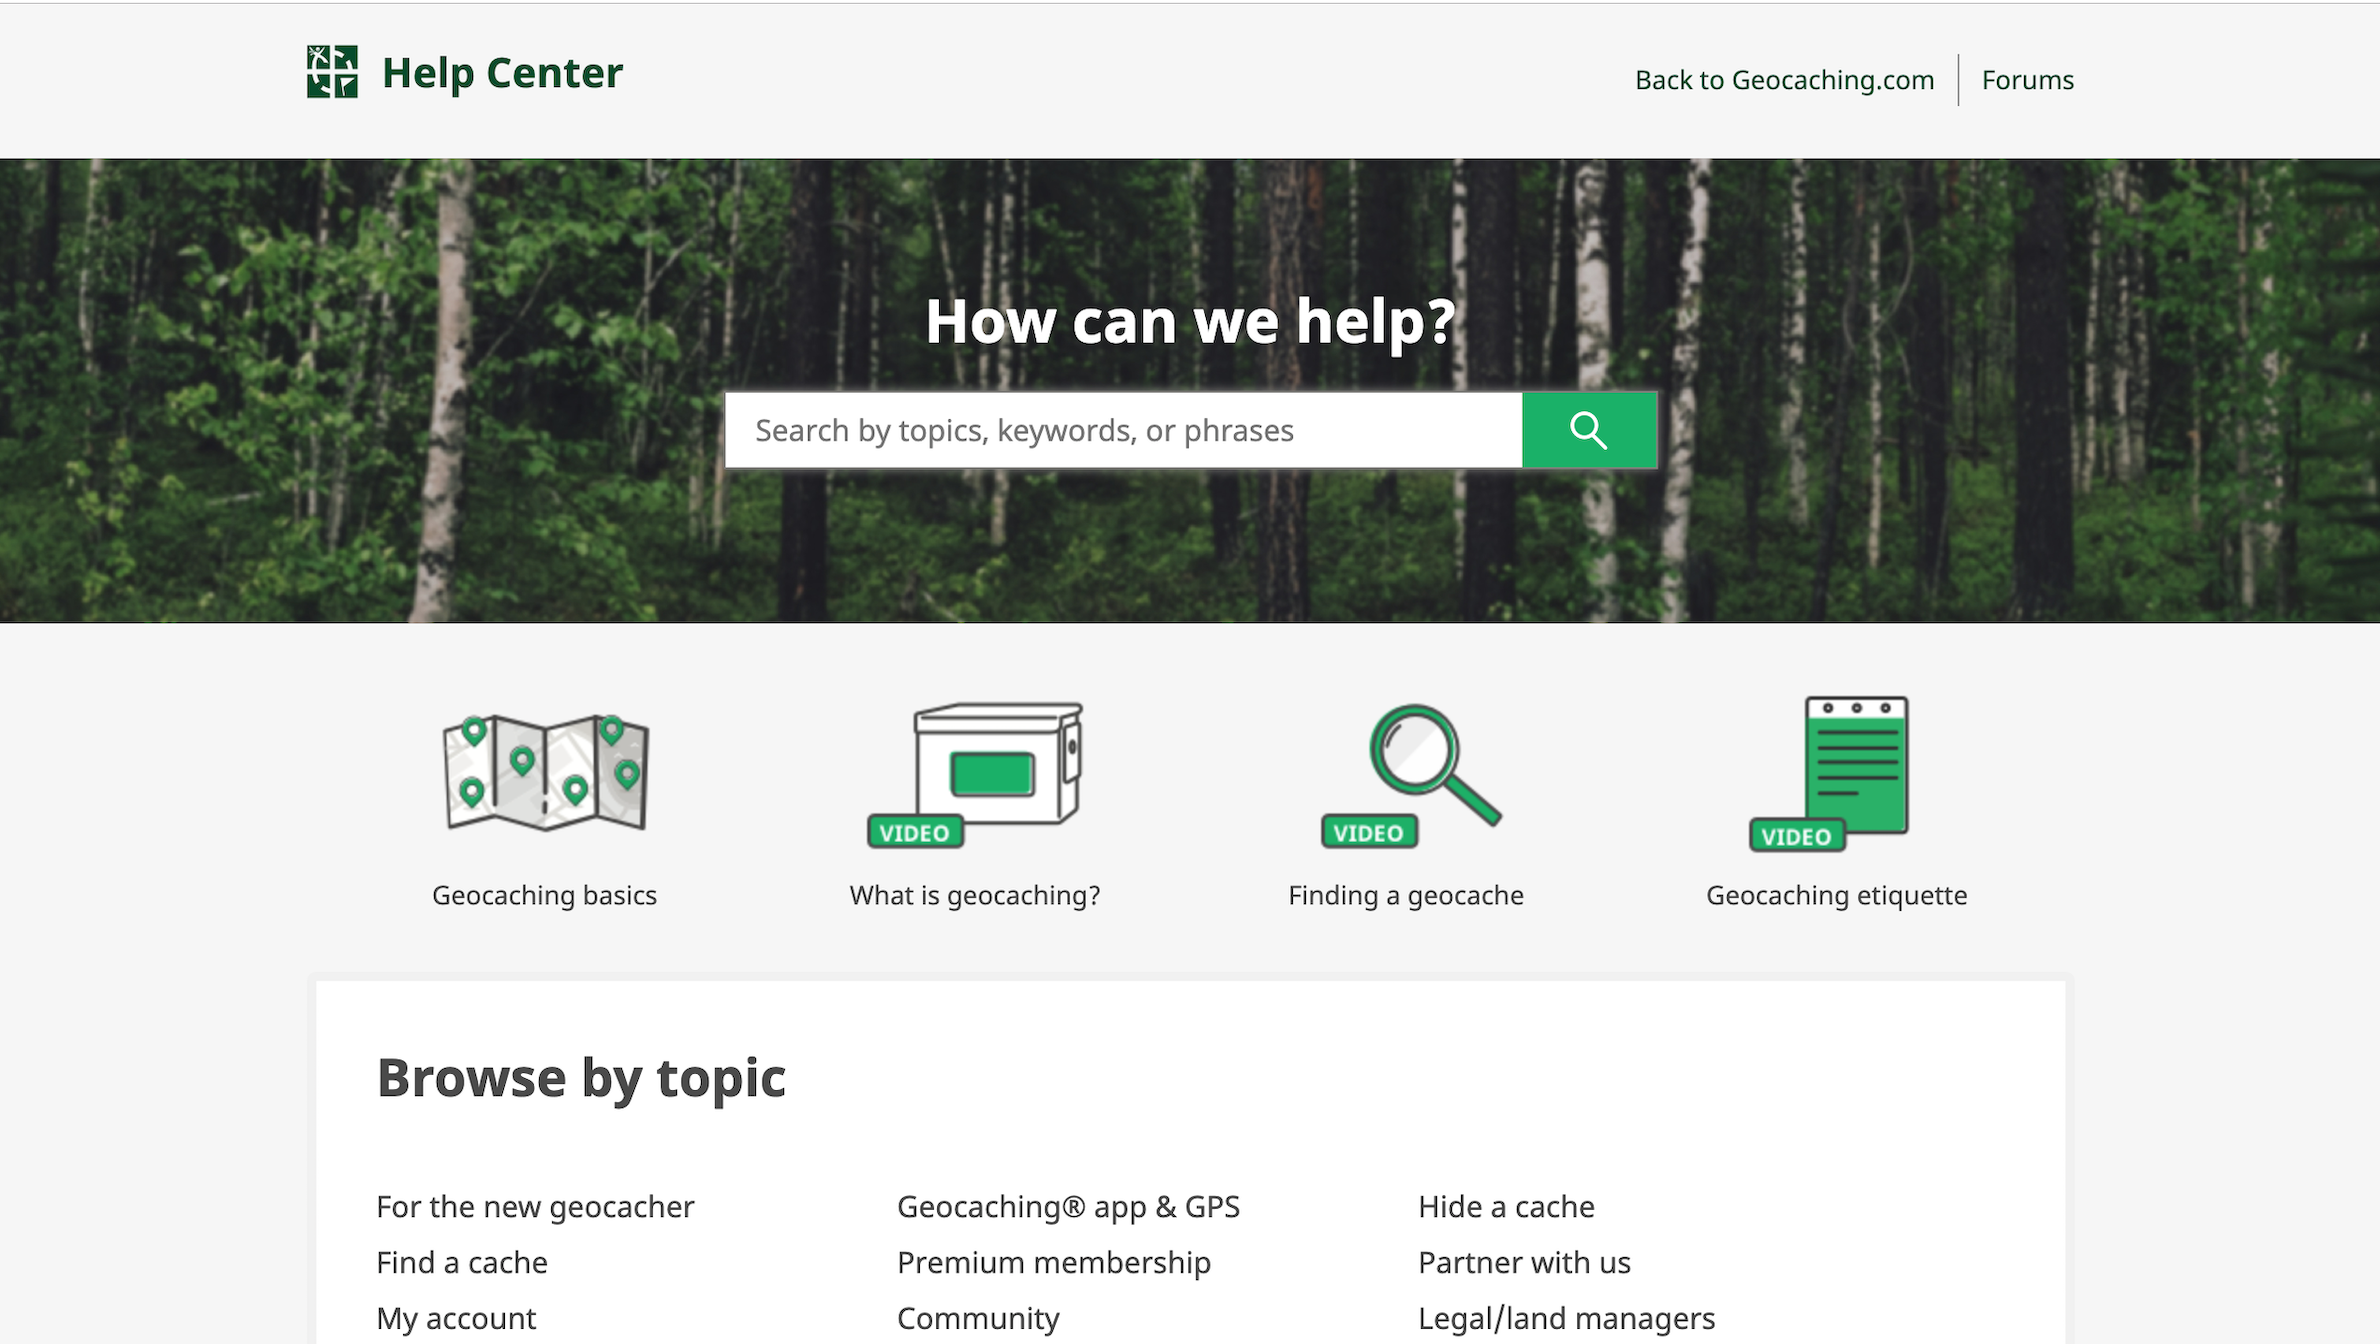 Help Center
Back to Geocaching.com
Forums
How can we help?
Search by topics, keywords, or phrases
VIDEO
VIDEO
VIDEO
Geocaching basics
What is geocaching?
Finding a geocache
Geocaching etiquette
Browse by topic
For the new geocacher
Geocaching® app & GPS
Hide a cache
Find a cache
Premium membership
Partner with us
My account
Community
Legal/land managers